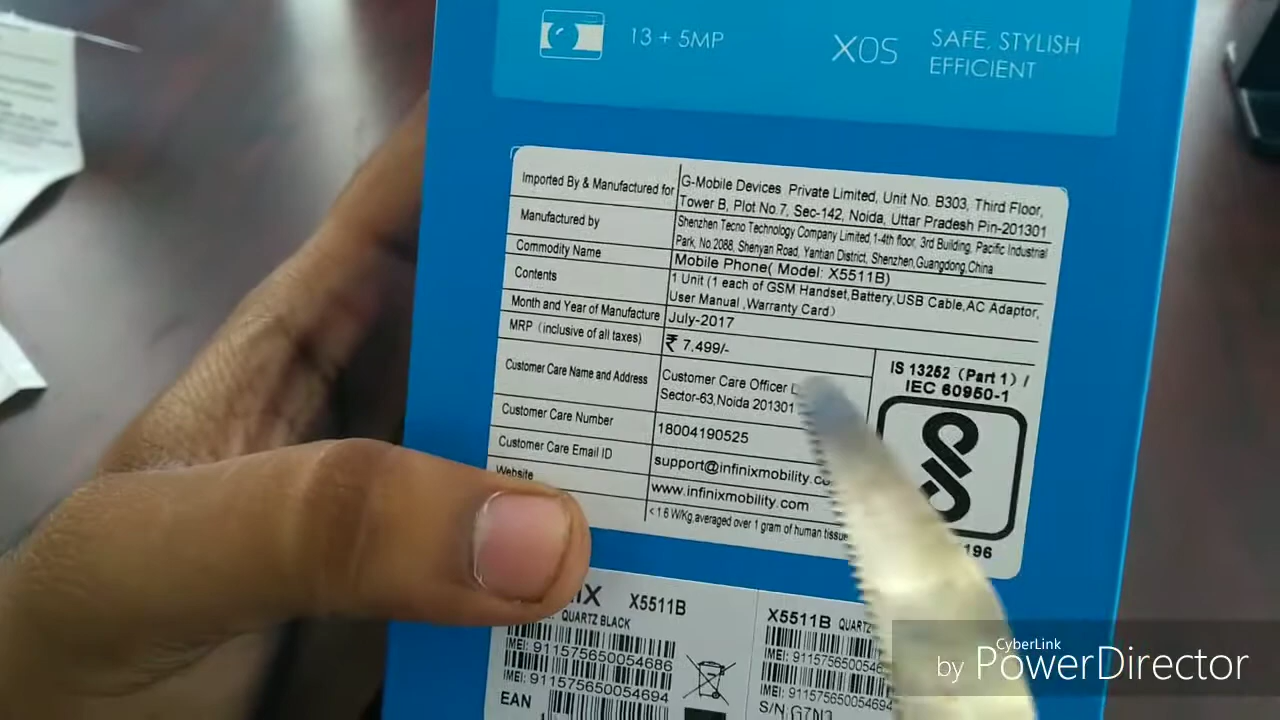 13 + 5MP
XOS
SAFE, STYLISH
EFFICIENT
Imported By & Manufactured for
G-Mobile Devices Private Limited, Unit No. B303, Third Floor,
Tower B, Plot No.7, Sec-142, Noida, Uttar Pradesh Pin-201301
Manufactured by
Shenzhen Tecno Technology Company Limited,1-4th floor, 3rd Building, Pacific Industrial
Park, No.2088, Shenyan Road, Yantian District, Shenzhen,Guangdong,China
Commodity Name
Mobile Phone( Model: X5511B)
Contents
1 Unit (1 each of GSM Handset,Battery,USB Cable,AC Adaptor,
User Manual ,Warranty Card)
Month and Year of Manufacture
July-2017
MRP (inclusive of all taxes)
₹ 7,499/-
Customer Care Name and Address
Customer Care Officer
Sector-63,Noida 201301
Customer Care Number
18004190525
Customer Care Email ID
support@infinixmobility.co
Website
www.infinixmobility.com
<1.6 W/Kg,averaged over 1 gram of human tissue
IS 13252 (Part 1) /
IEC 60950-1
196
IX X5511B
QUARTZ BLACK
IMEI: 911575650054686
IMEI: 911575650054694
EAN
X5511B QUARTZ
IMEI: 9115756500546
IMEI: 911575650054694
S/N:G7N3
CyberLink
by PowerDirector